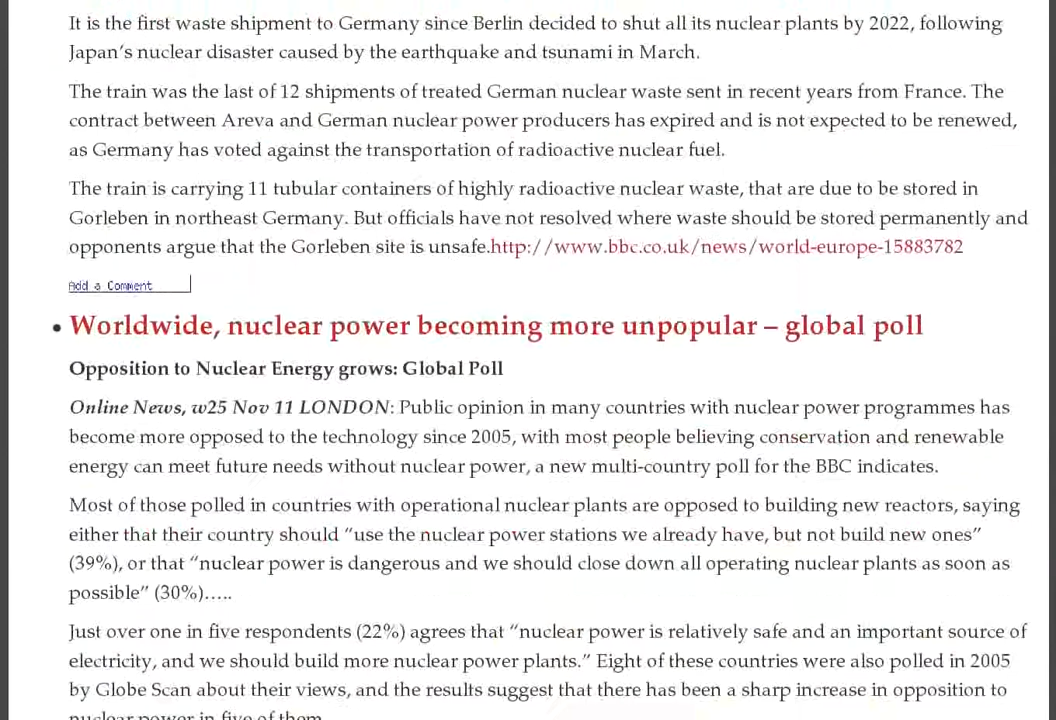 It is the first waste shipment to Germany since Berlin decided to shut all its nuclear plants by 2022, following
Japan's nuclear disaster caused by the earthquake and tsunami in March.
The train was the last of 12 shipments of treated German nuclear waste sent in recent years from France. The
contract between Areva and German nuclear power producers has expired and is not expected to be renewed,
as Germany has voted against the transportation of radioactive nuclear fuel.
The train is carrying 11 tubular containers of highly radioactive nuclear waste, that are due to be stored in
Gorleben in northeast Germany. But officials have not resolved where waste should be stored permanently and
opponents argue that the Gorleben site is unsafe.http://www.bbc.co.uk/news/world-europe-15883782
Add a Comment
• Worldwide, nuclear power becoming more unpopular – global poll
Opposition to Nuclear Energy grows: Global Poll
Online News, w25 Nov 11 LONDON: Public opinion in many countries with nuclear power programmes has
become more opposed to the technology since 2005, with most people believing conservation and renewable
energy can meet future needs without nuclear power, a new multi-country poll for the BBC indicates.
Most of those polled in countries with operational nuclear plants are opposed to building new reactors, saying
either that their country should "use the nuclear power stations we already have, but not build new ones"
(39%), or that "nuclear power is dangerous and we should close down all operating nuclear plants as soon as
possible" (30%)…..
Just over one in five respondents (22%) agrees that "nuclear power is relatively safe and an important source of
electricity, and we should build more nuclear power plants." Eight of these countries were also polled in 2005
by Globe Scan about their views, and the results suggest that there has been a sharp increase in opposition to
nuclear power in five of them